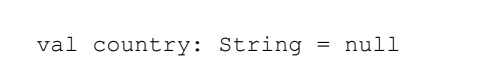 val country: String = null